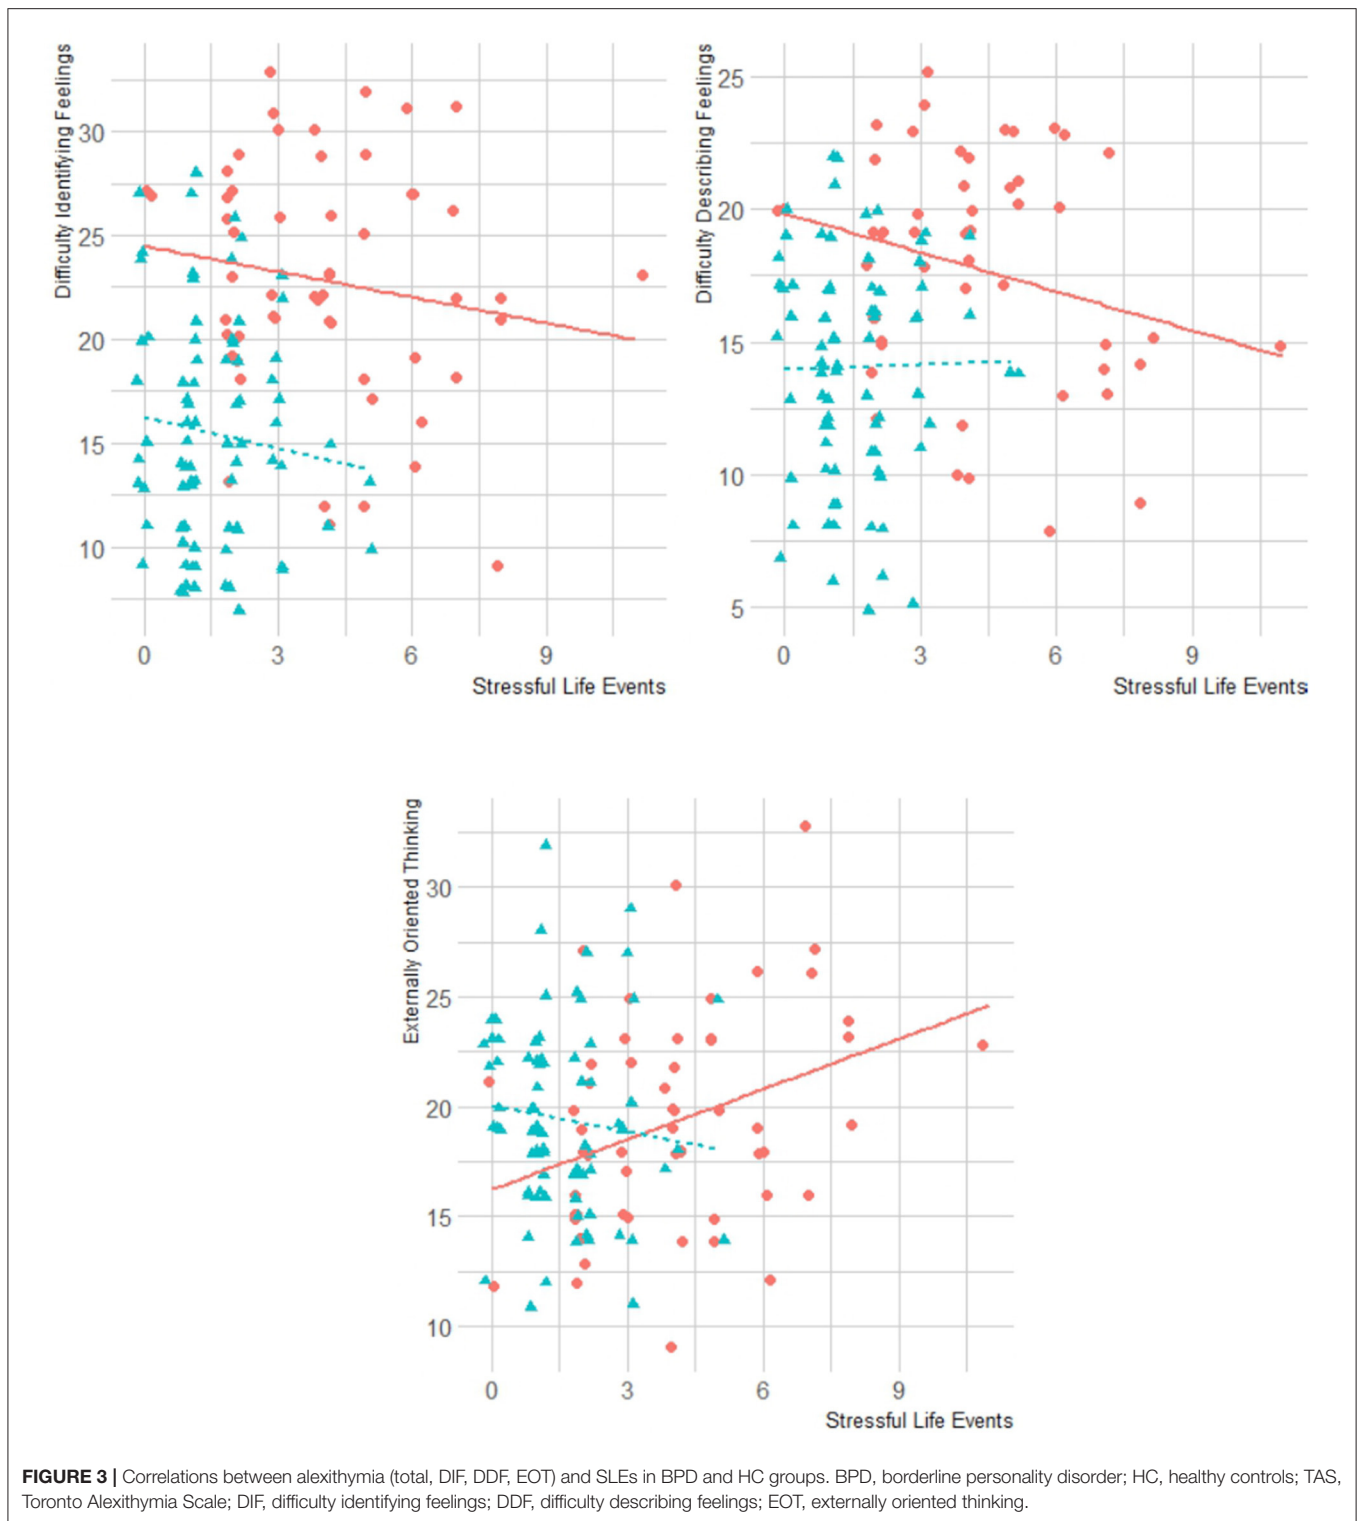 Difficulty Identifying Feelings
30
25
20
15
10
0 3 6 9
Stressful Life Events
Difficulty Describing Feelings
25
20
15
10
5
0 3 6 9
Stressful Life Events
Externally Oriented Thinking
30
25
20
15
10
0 3 6 9
Stressful Life Events
FIGURE 3 | Correlations between alexithymia (total, DIF, DDF, EOT) and SLEs in BPD and HC groups. BPD, borderline personality disorder; HC, healthy controls; TAS,
Toronto Alexithymia Scale; DIF, difficulty identifying feelings; DDF, difficulty describing feelings; EOT, externally oriented thinking.